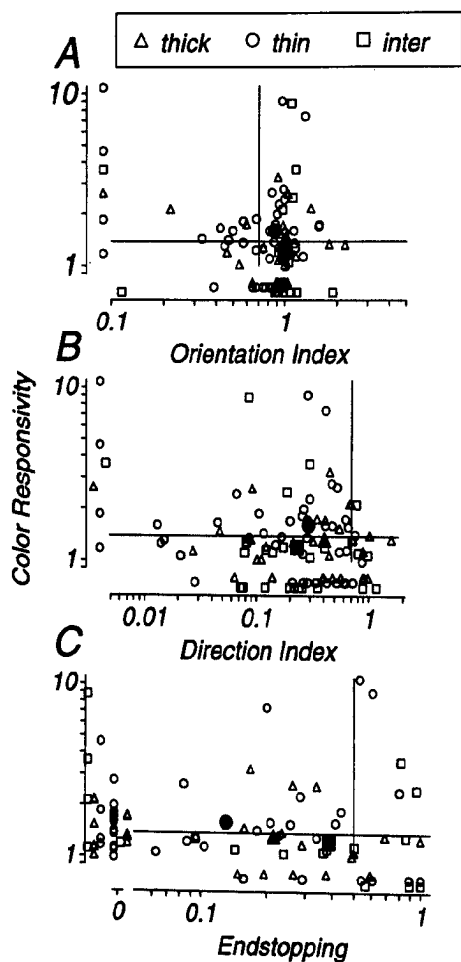 △ thick ○ thin □ inter
A
10
1
0.1 1
Orientation Index
B
10
1
0.01 0.1 1
Direction Index
Color Responsivity
C
10
1
0 0.1 1
Endstopping